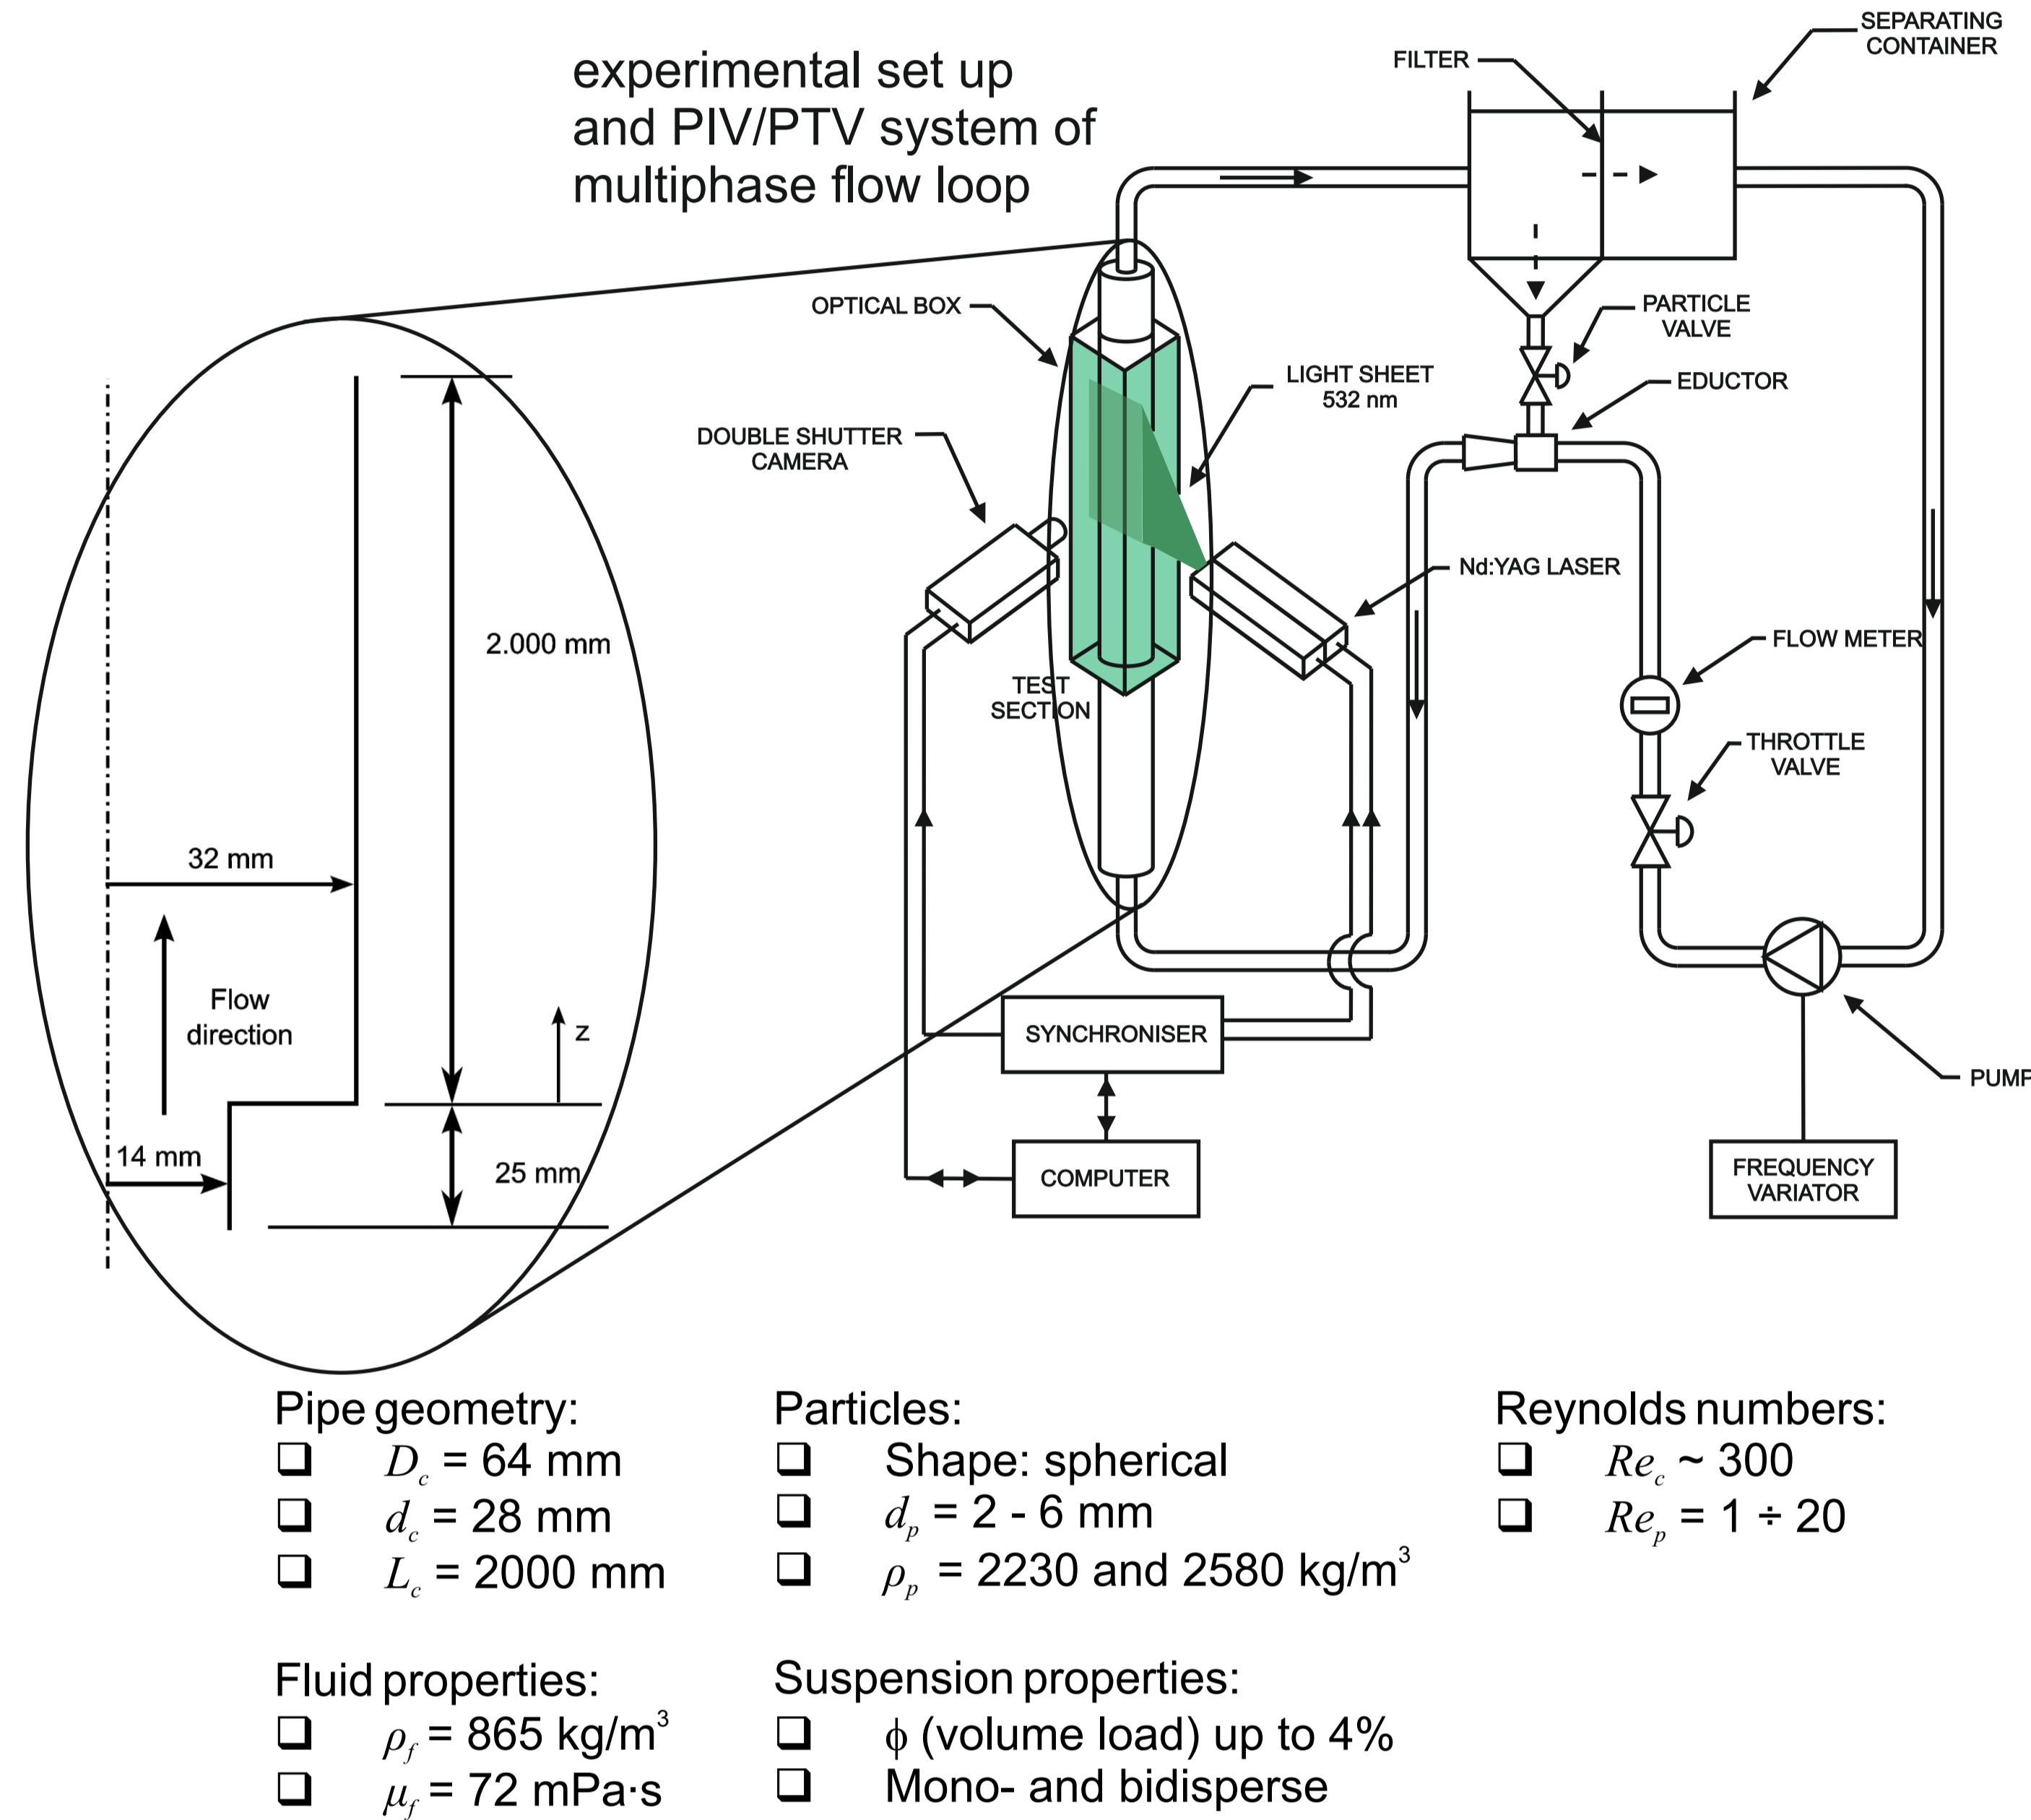 experimental set up
and PIV/PTV system of
multiphase flow loop
SEPARATING
CONTAINER
FILTER
OPTICAL BOX
PARTICLE
VALVE
LIGHT SHEET
532 nm
EDUCTOR
DOUBLE SHUTTER
CAMERA
Nd:YAG LASER
2.000 mm
FLOW METER
TEST
SECTION
THROTTLE
VALVE
32 mm
Flow
direction
z
SYNCHRONISER
PUMP
14 mm
25 mm
COMPUTER
FREQUENCY
VARIATOR
Pipe geometry:
❑ D_c = 64 mm
❑ d_c = 28 mm
❑ L_c = 2000 mm
Particles:
❑ Shape: spherical
❑ d_p = 2 - 6 mm
❑ ρ_p = 2230 and 2580 kg/m³
Reynolds numbers:
❑ Re_c ~ 300
❑ Re_p = 1 ÷ 20
Fluid properties:
❑ ρ_f = 865 kg/m³
❑ μ_f = 72 mPa·s
Suspension properties:
❑ ϕ (volume load) up to 4%
❑ Mono- and bidisperse